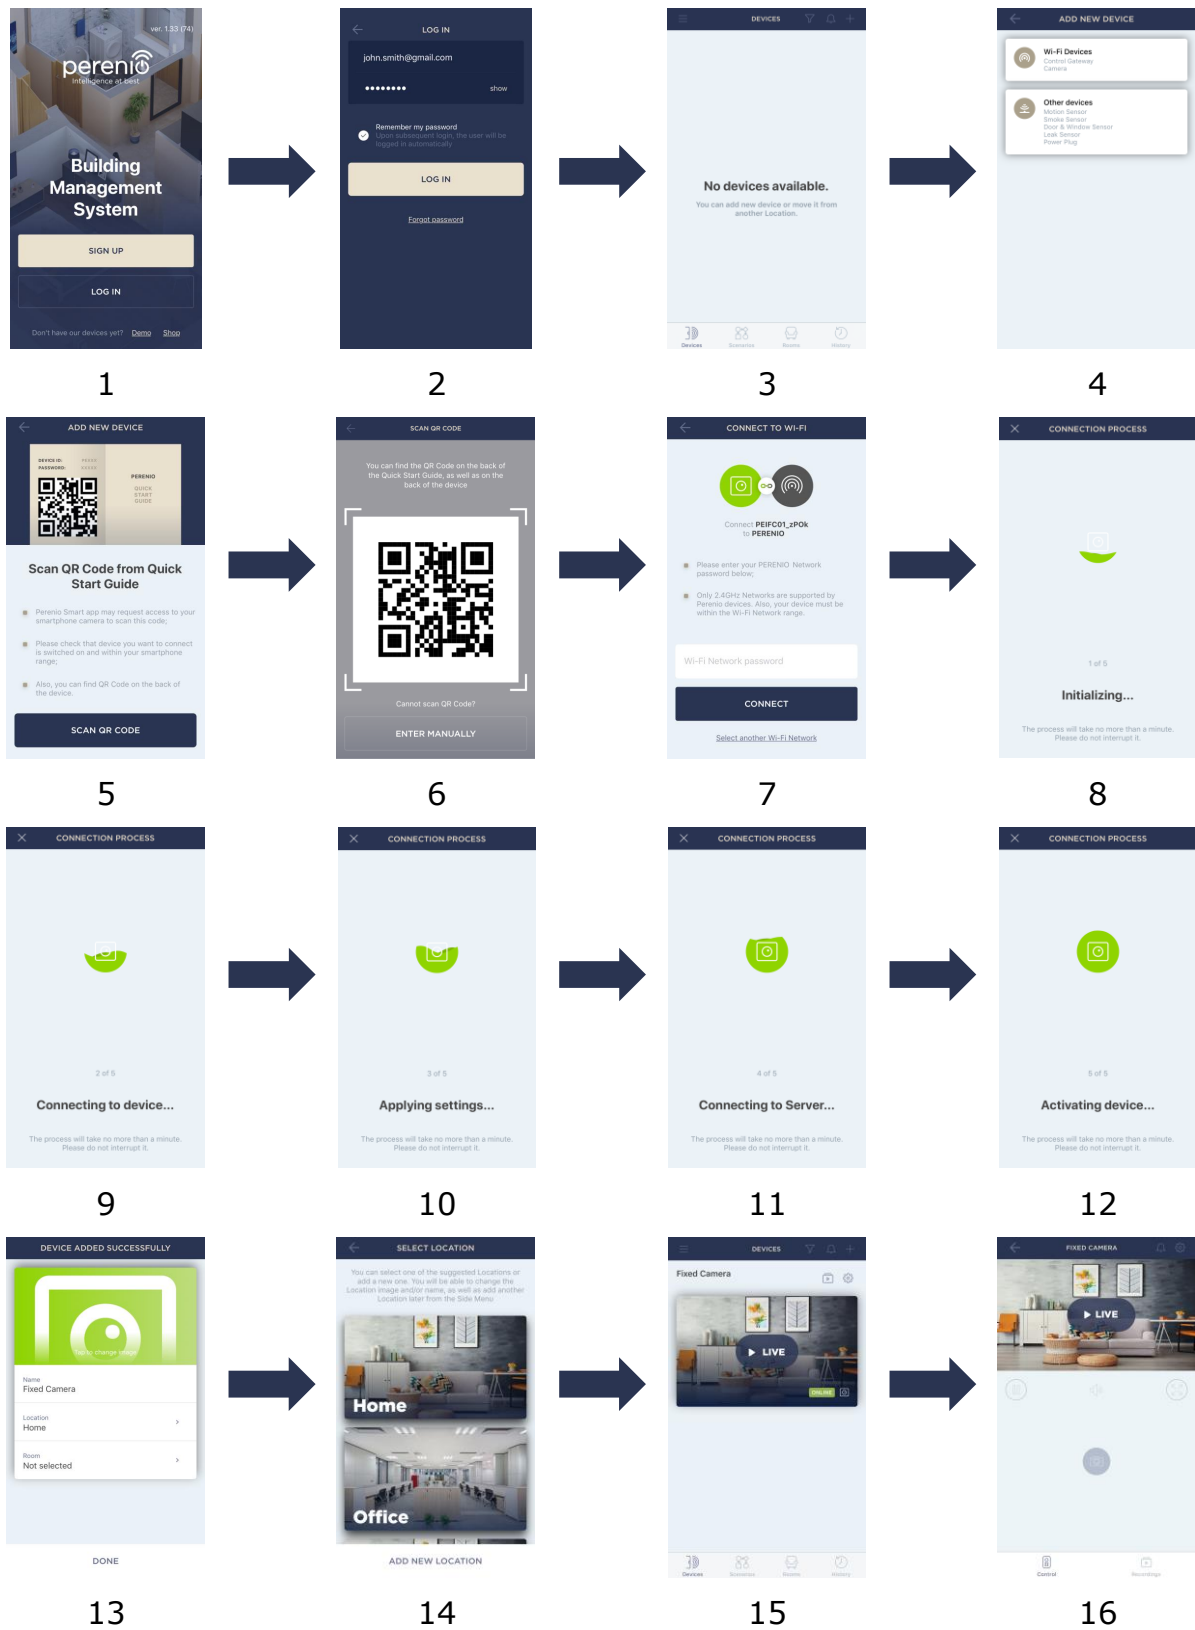 ver. 1.33 (74)
perenio
Intelligence at best
Building
Management
System
SIGN UP
LOG IN
Don't have our devices yet? Demo Shop
1
LOG IN
john.smith@gmail.com
•••••••• show
Remember my password
Upon subsequent login, the user will be
logged in automatically
LOG IN
Forgot password
2
DEVICES
No devices available.
You can add new device or move it from
another Location.
Devices Scenarios Rooms History
3
ADD NEW DEVICE
Wi-Fi Devices
Control Gateway
Camera
Other devices
Motion Sensor
Smoke Sensor
Door & Window Sensor
Leak Sensor
Power Plug
4
ADD NEW DEVICE
DEVICE ID:
PASSWORD:
PERENIO
QUICK
START
GUIDE
Scan QR Code from Quick
Start Guide
Perenio Smart app may request access to your
smartphone camera to scan this code;
Please check that device you want to connect
is switched on and within your smartphone
range;
Also, you can find QR Code on the back of
the device.
SCAN QR CODE
5
SCAN QR CODE
You can find the QR Code on the back of
the Quick Start Guide, as well as on the
back of the device
Cannot scan QR Code?
ENTER MANUALLY
6
CONNECT TO WI-FI
Connect PEIFC01_zPOk
to PERENIO
Please enter your PERENIO Network
password below;
Only 2.4GHz Networks are supported by
Perenio devices. Also, your device must be
within the Wi-Fi Network range.
Wi-Fi Network password
CONNECT
Select another Wi-Fi Network
7
CONNECTION PROCESS
1 of 5
Initializing...
The process will take no more than a minute.
Please do not interrupt it.
8
CONNECTION PROCESS
2 of 5
Connecting to device...
The process will take no more than a minute.
Please do not interrupt it.
9
CONNECTION PROCESS
3 of 5
Applying settings...
The process will take no more than a minute.
Please do not interrupt it.
10
CONNECTION PROCESS
4 of 5
Connecting to Server...
The process will take no more than a minute.
Please do not interrupt it.
11
CONNECTION PROCESS
5 of 5
Activating device...
The process will take no more than a minute.
Please do not interrupt it.
12
DEVICE ADDED SUCCESSFULLY
Tap to change image
Name
Fixed Camera
Location
Home
Room
Not selected
DONE
13
SELECT LOCATION
You can select one of the suggested Locations or
add a new one. You will be able to change the
Location image and/or name, as well as add another
Location later from the Side Menu
Home
Office
ADD NEW LOCATION
14
DEVICES
Fixed Camera
LIVE
ONLINE
Devices Scenarios Rooms History
15
FIXED CAMERA
LIVE
Control Recordings
16